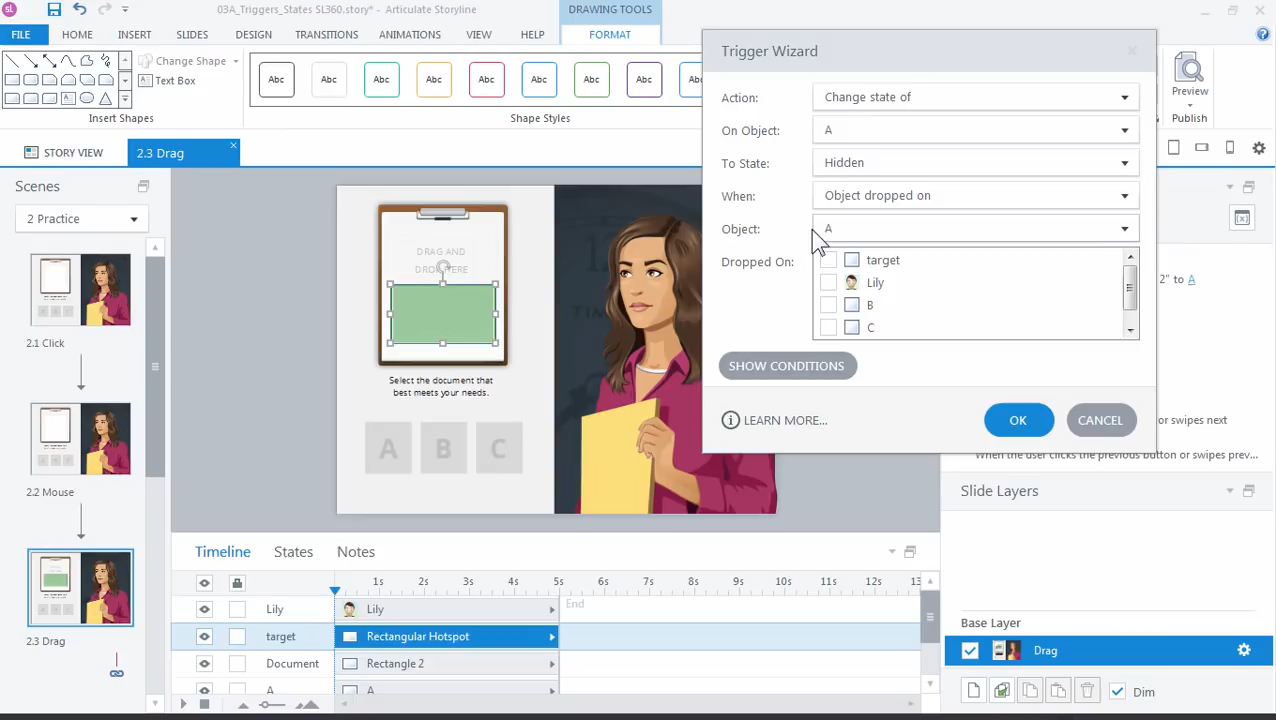 SL
03A_Triggers_States SL360.story* - Articulate Storyline
DRAWING TOOLS
FILE HOME INSERT SLIDES DESIGN TRANSITIONS ANIMATIONS VIEW HELP FORMAT
Change Shape
Text Box
Insert Shapes
Abc Abc Abc Abc Abc Abc Abc Abc Abc
Shape Styles
Preview
Publish
STORY VIEW
2.3 Drag
Scenes
2 Practice
2.1 Click
2.2 Mouse
2.3 Drag
DRAG AND
DROP HERE
Select the document that
best meets your needs.
A B C
Trigger Wizard
Action: Change state of
On Object: A
To State: Hidden
When: Object dropped on
Object: A
Dropped On: target
Lily
B
C
SHOW CONDITIONS
LEARN MORE...
OK
CANCEL
2" to A
wn button or swipes next
When the user clicks the previous button or swipes prev...
Slide Layers
Base Layer
Drag
Dim
Timeline States Notes
1s 2s 3s 4s 5s 6s 7s 8s 9s 10s 11s 12s 13
End
Lily Lily
target Rectangular Hotspot
Document Rectangle 2
A A